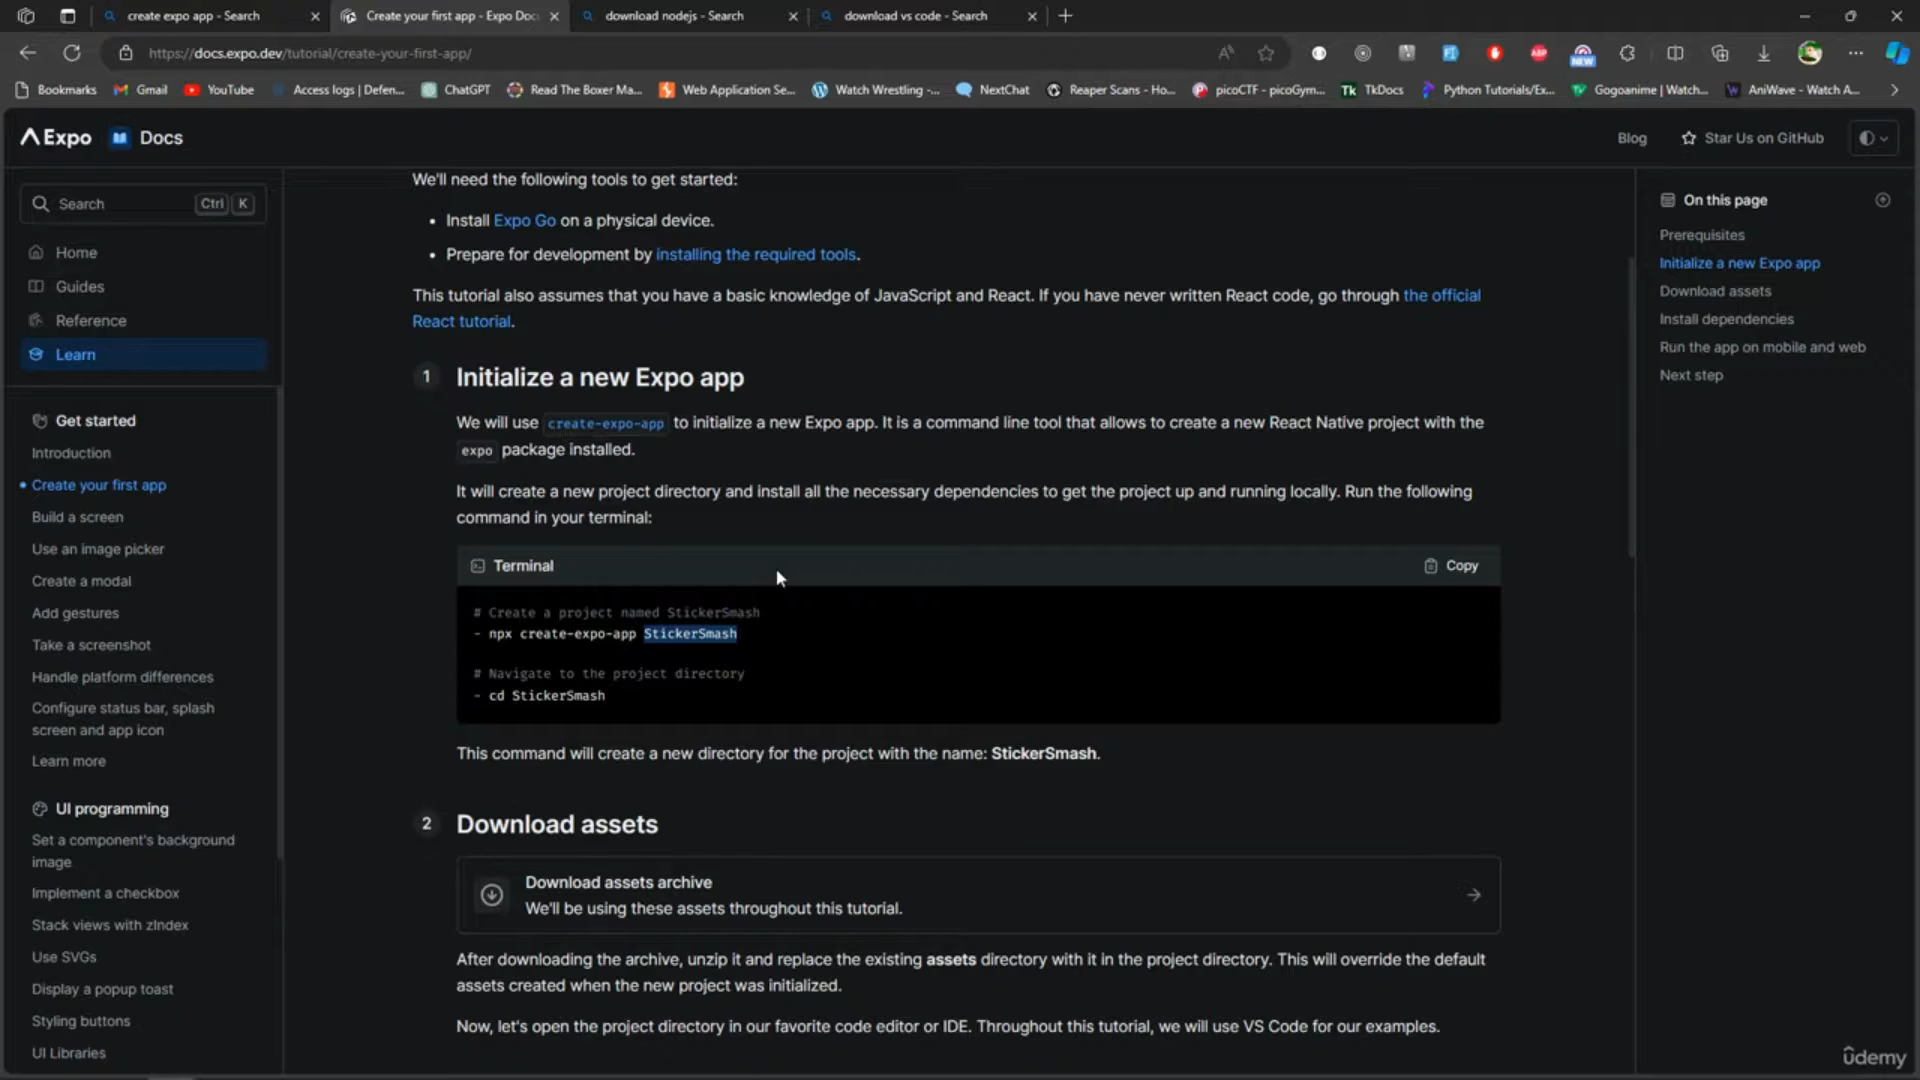 create expo app - Search
Create your first app - Expo Doc
download nodejs - Search
download vs code - Search
https://docs.expo.dev/tutorial/create-your-first-app/
NEW
Bookmarks
Gmail
YouTube
Access logs | Defen...
ChatGPT
Read The Boxer Ma...
Web Application Se...
Watch Wrestling -...
NextChat
Reaper Scans - Ho...
picoCTF - picoGym...
Tk TkDocs
Python Tutorials/Ex...
Gogoanime | Watch...
AniWave - Watch A...
Expo Docs
Blog
Star Us on GitHub
Search Ctrl K
Home
Guides
Reference
Learn
Get started
Introduction
Create your first app
Build a screen
Use an image picker
Create a modal
Add gestures
Take a screenshot
Handle platform differences
Configure status bar, splash
screen and app icon
Learn more
UI programming
Set a component's background
image
Implement a checkbox
Stack views with zIndex
Use SVGs
Display a popup toast
Styling buttons
UI Libraries
We'll need the following tools to get started:
• Install Expo Go on a physical device.
• Prepare for development by installing the required tools.
This tutorial also assumes that you have a basic knowledge of JavaScript and React. If you have never written React code, go through the official
React tutorial.
1 Initialize a new Expo app
We will use create-expo-app to initialize a new Expo app. It is a command line tool that allows to create a new React Native project with the
expo package installed.
It will create a new project directory and install all the necessary dependencies to get the project up and running locally. Run the following
command in your terminal:
Terminal
Copy
# Create a project named StickerSmash
- npx create-expo-app StickerSmash
# Navigate to the project directory
- cd StickerSmash
This command will create a new directory for the project with the name: StickerSmash.
2 Download assets
Download assets archive
We'll be using these assets throughout this tutorial.
After downloading the archive, unzip it and replace the existing assets directory with it in the project directory. This will override the default
assets created when the new project was initialized.
Now, let's open the project directory in our favorite code editor or IDE. Throughout this tutorial, we will use VS Code for our examples.
On this page
Prerequisites
Initialize a new Expo app
Download assets
Install dependencies
Run the app on mobile and web
Next step
ûdemy